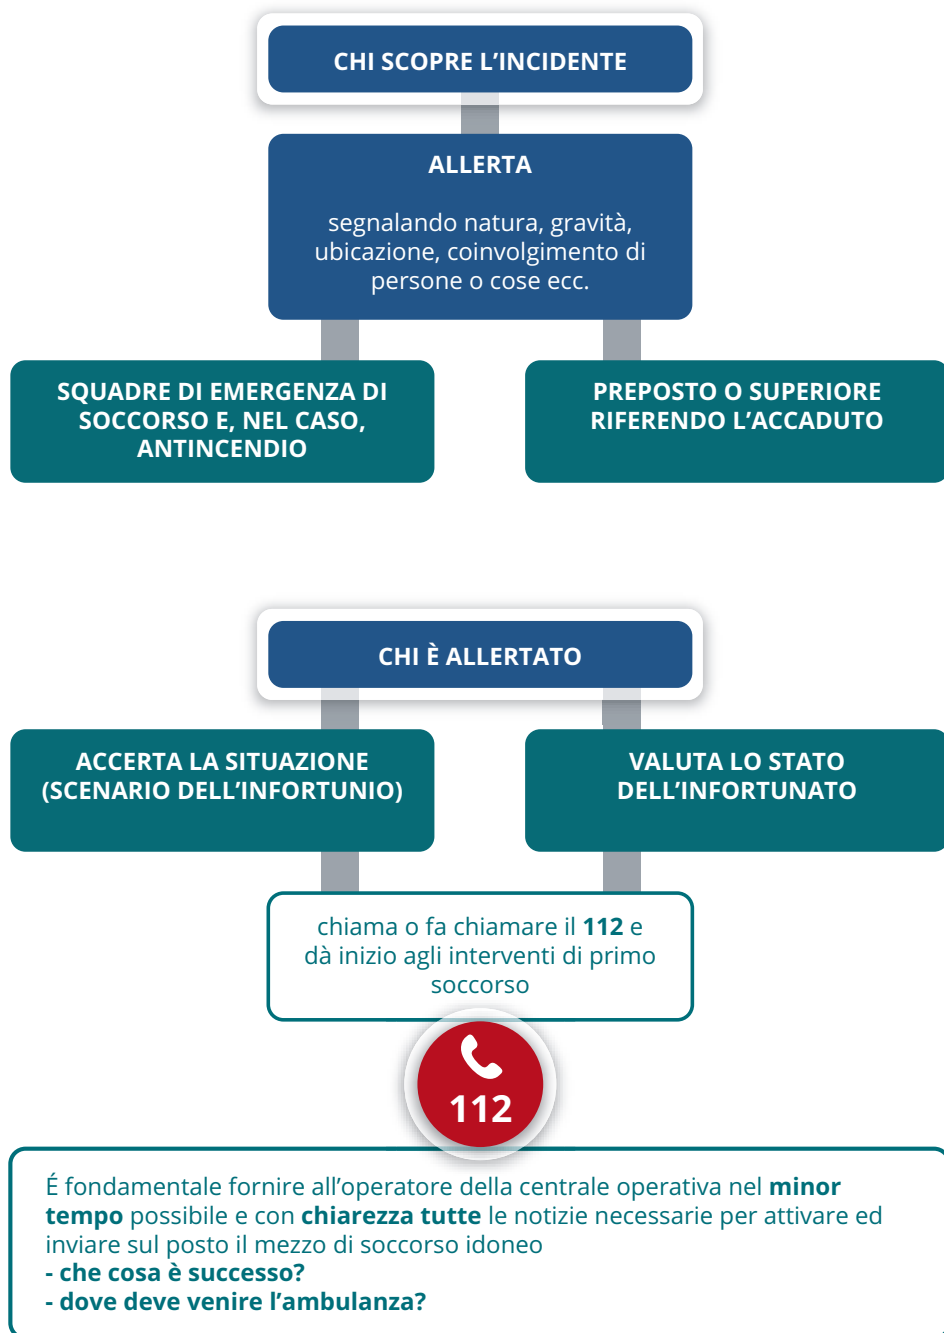 CHI SCOPRE L’INCIDENTE
ALLERTA
segnalando natura, gravità,
ubicazione, coinvolgimento di
persone o cose ecc.
SQUADRE DI EMERGENZA DI
SOCCORSO E, NEL CASO,
ANTINCENDIO
PREPOSTO O SUPERIORE
RIFERENDO L’ACCADUTO
CHI È ALLERTATO
ACCERTA LA SITUAZIONE
(SCENARIO DELL’INFORTUNIO)
VALUTA LO STATO
DELL’INFORTUNATO
chiama o fa chiamare il 112 e
dà inizio agli interventi di primo
soccorso
112
É fondamentale fornire all’operatore della centrale operativa nel minor
tempo possibile e con chiarezza tutte le notizie necessarie per attivare ed
inviare sul posto il mezzo di soccorso idoneo
- che cosa è successo?
- dove deve venire l’ambulanza?